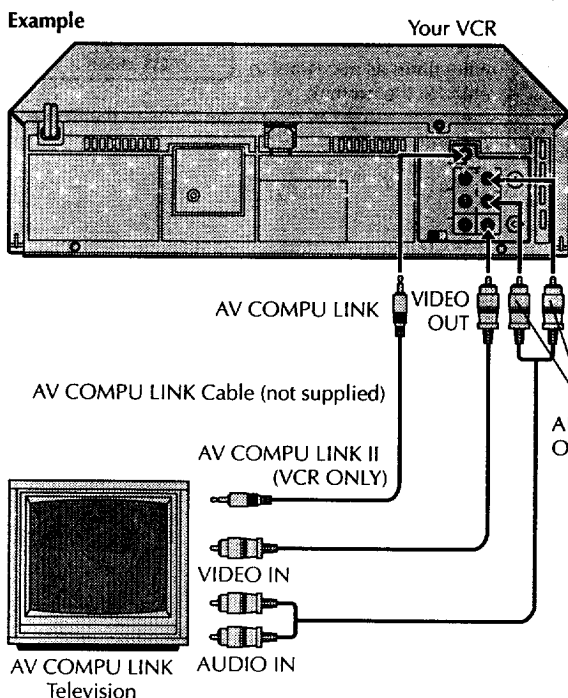 Example
Your VCR
AV COMPU LINK
VIDEO
OUT
AV COMPU LINK Cable (not supplied)
A
O
AV COMPU LINK II
(VCR ONLY)
VIDEO IN
AUDIO IN
AV COMPU LINK
Television